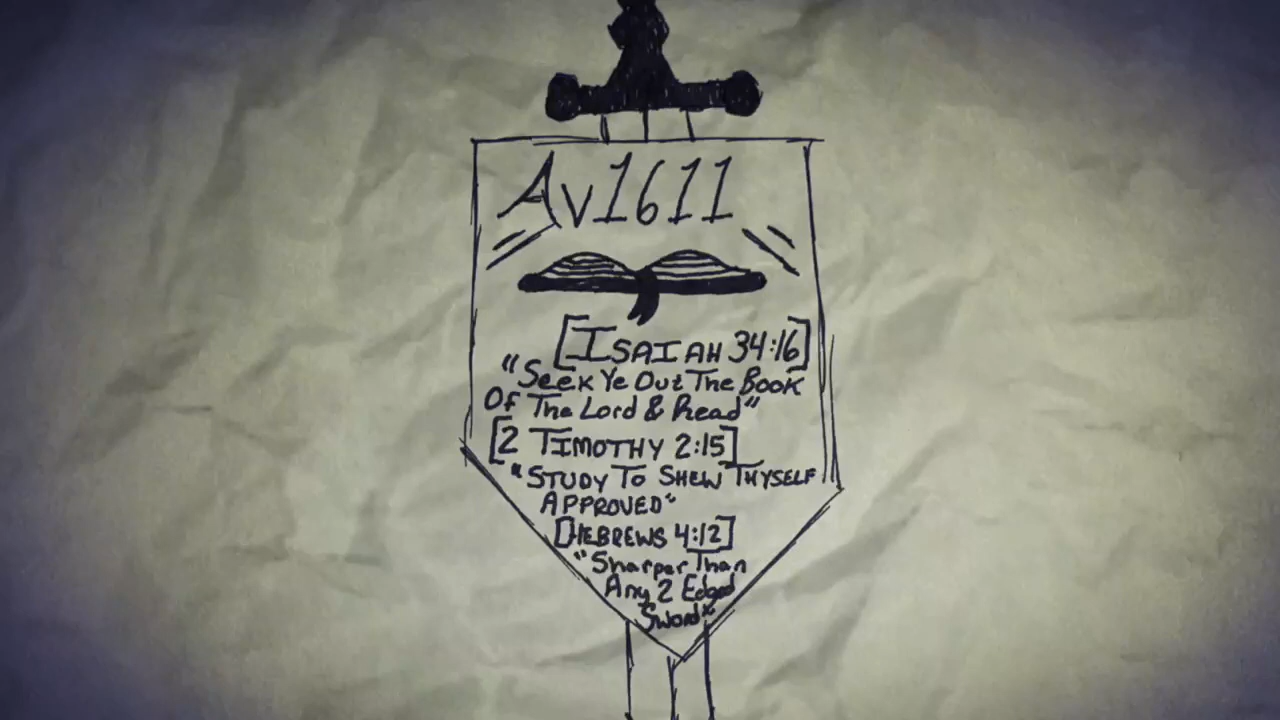 Av1611
[ISAIAH 34:16]
"Seek Ye Out The Book
Of The Lord & Read"
[2 TIMOTHY 2:15]
"STUDY TO SHEW THYSELF
APPROVED"
[HEBREWS 4:12]
"Sharper Than
Any 2 Edged
Sword"